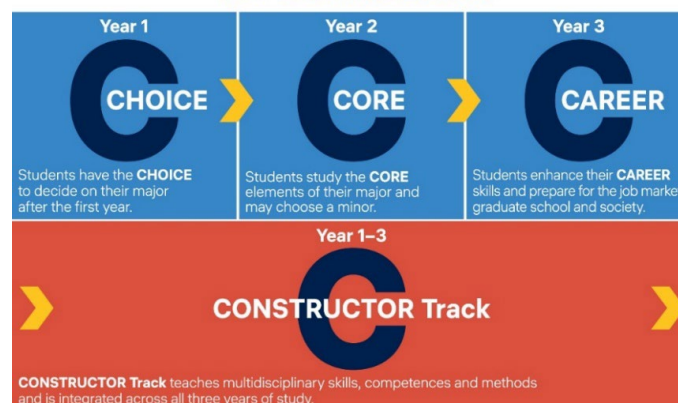 Year 1
CHOICE
Students have the CHOICE
to decide on their major
after the first year.
Year 2
CORE
Students study the CORE
elements of their major and
may choose a minor.
Year 3
CAREER
Students enhance their CAREER
skills and prepare for the job marke
graduate school and society.
Year 1–3
CONSTRUCTOR Track
CONSTRUCTOR Track teaches multidisciplinary skills, competences and methods
and is integrated across all three years of study.